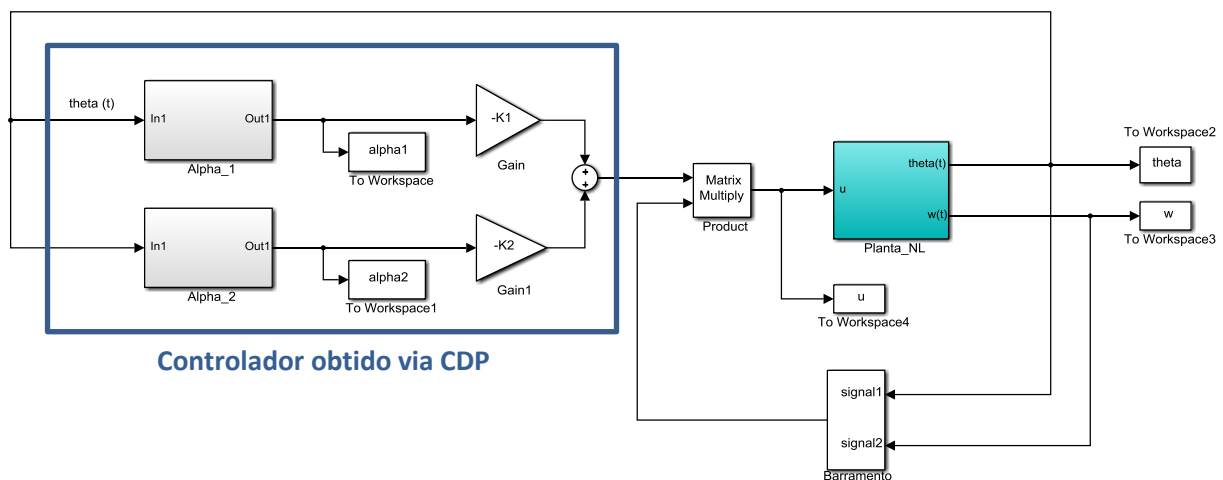 theta (t)
In1
Out1
Alpha_1
alpha1
To Workspace
-K1
Gain
+
+
In1
Out1
Alpha_2
alpha2
To Workspace1
-K2
Gain1
Controlador obtido via CDP
Matrix
Multiply
Product
u
theta(t)
w(t)
Planta_NL
To Workspace2
theta
w
To Workspace3
u
To Workspace4
signal1
signal2
Barramento